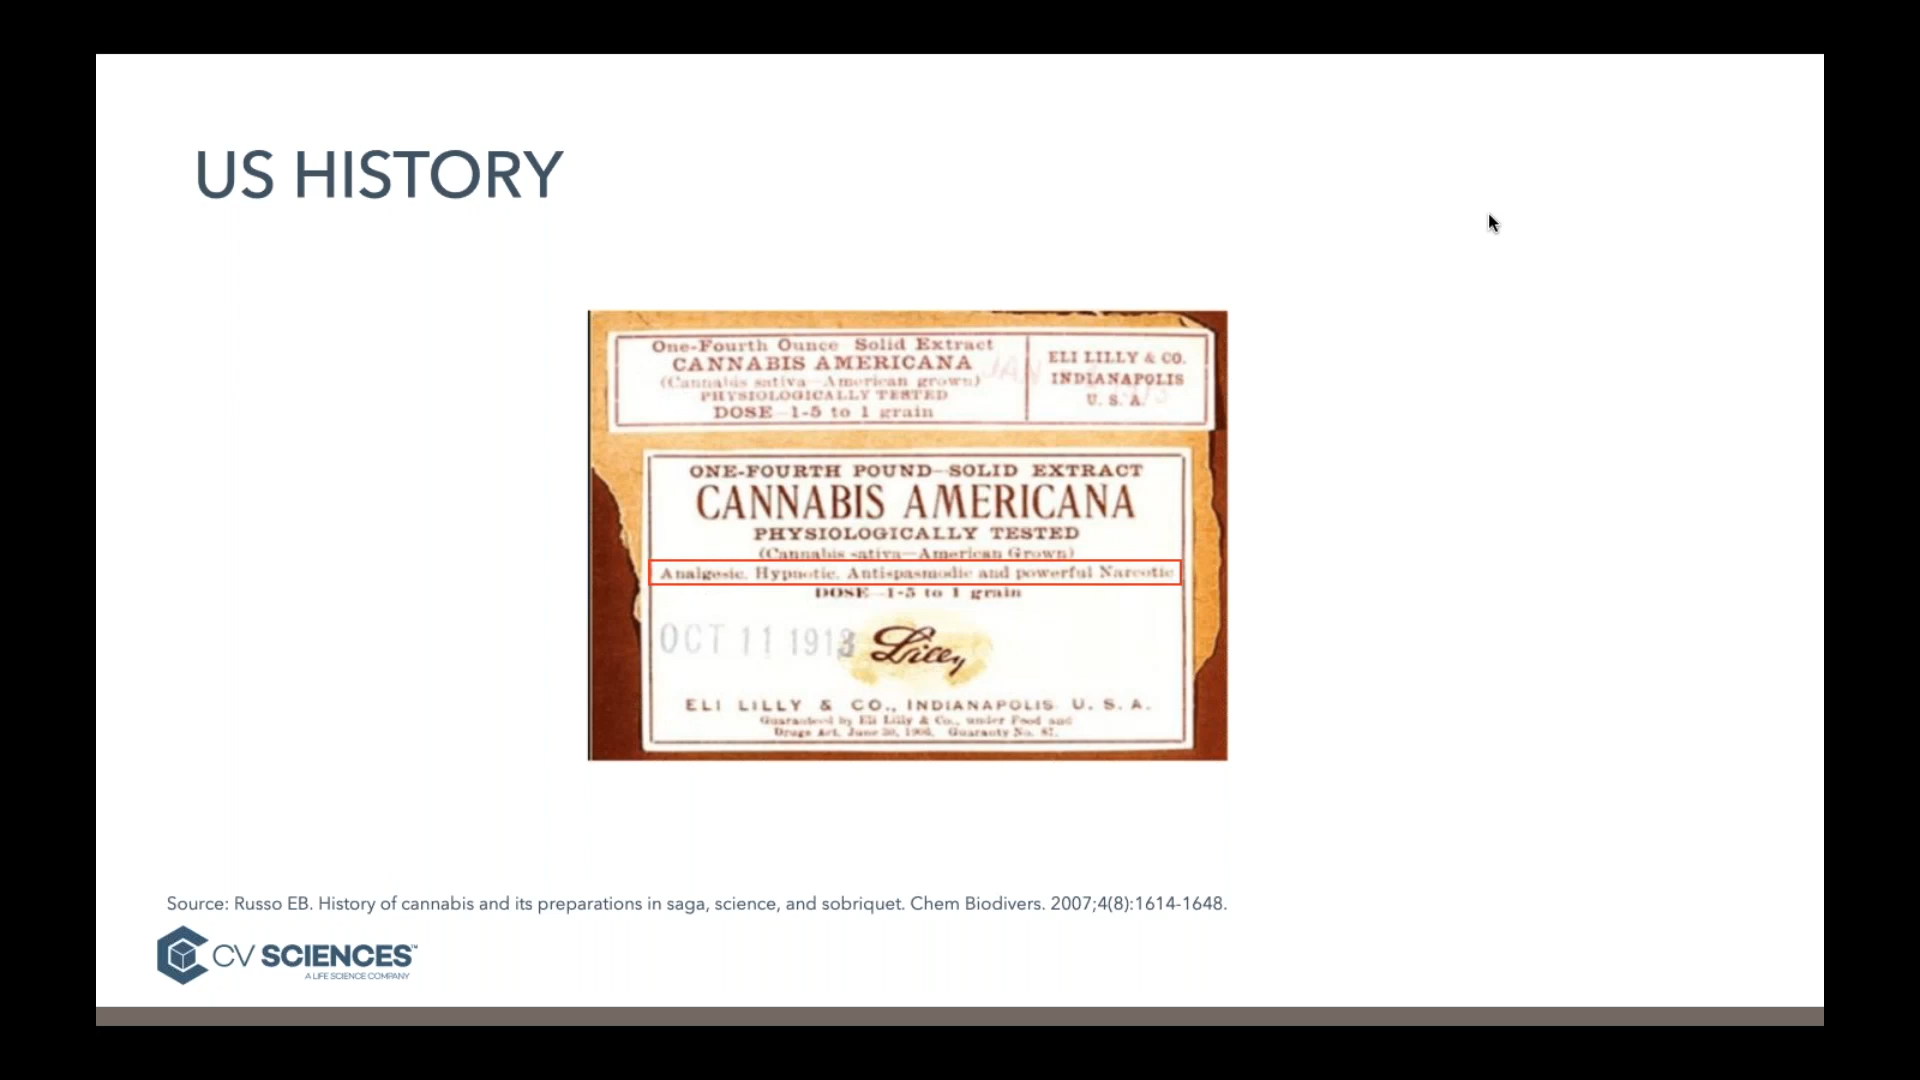 US HISTORY
One-Fourth Ounce Solid Extract
CANNABIS AMERICANA
(Cannabis sativa—American grown)
PHYSIOLOGICALLY TESTED
DOSE—1-5 to 1 grain
ELI LILLY & CO.
INDIANAPOLIS
U. S. A.
JAN
ONE-FOURTH POUND—SOLID EXTRACT
CANNABIS AMERICANA
PHYSIOLOGICALLY TESTED
(Cannabis sativa—American Grown)
Analgesic, Hypnotic, Antispasmodic and powerful Narcotic
DOSE—1-5 to 1 grain
OCT 11 1913
Lilly
ELI LILLY & CO., INDIANAPOLIS U. S. A.
Guaranteed by Eli Lilly & Co., under Food and
Drugs Act, June 30, 1906. Guaranty No. 87.
Source: Russo EB. History of cannabis and its preparations in saga, science, and sobriquet. Chem Biodivers. 2007;4(8):1614-1648.
CV SCIENCES™
A LIFE SCIENCE COMPANY